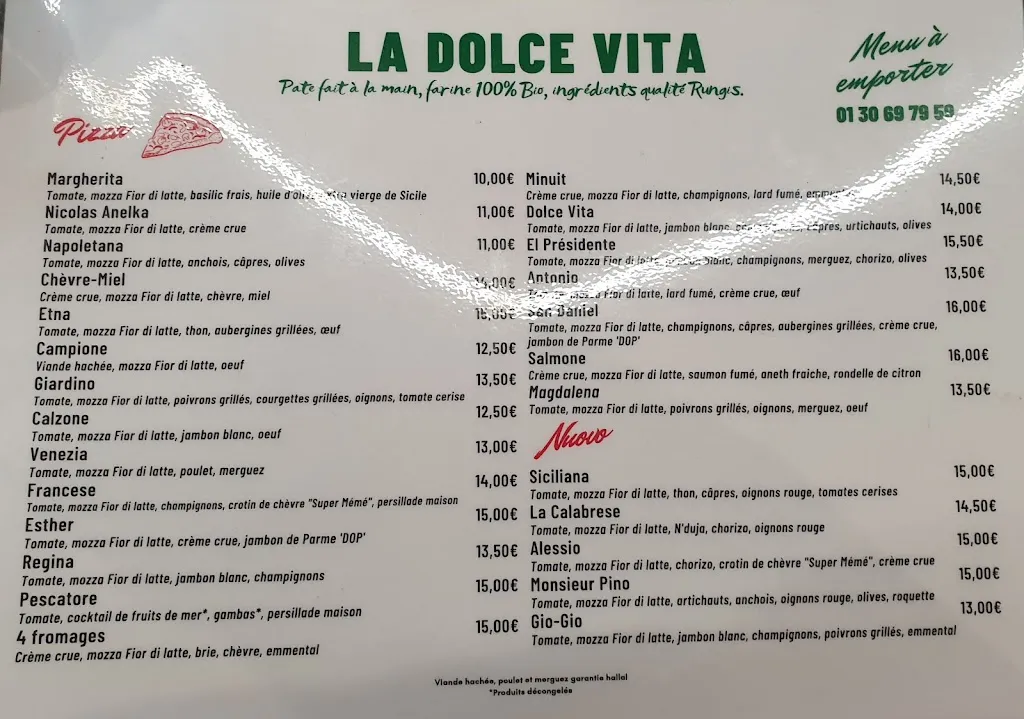 LA DOLCE VITA
Pate fait à la main, farine 100% Bio, ingrédients qualité Rungis.
Menu à
emporter
01 30 69 79 59
Pizza
Margherita 10,00€
Tomate, mozza Fior di latte, basilic frais, huile vierge de Sicile
Nicolas Anelka 11,00€
Tomate, mozza Fior di latte, crème crue
Napoletana 11,00€
Tomate, mozza Fior di latte, anchois, câpres, olives
Chèvre-Miel 14,00€
Crème crue, mozza Fior di latte, chèvre, miel
Etna
Tomate, mozza Fior di latte, thon, aubergines grillées, œuf
Campione 12,50€
Viande hachée, mozza Fior di latte, oeuf
Giardino 13,50€
Tomate, mozza Fior di latte, poivrons grillés, courgettes grillées, oignons, tomate cerise
Calzone 12,50€
Tomate, mozza Fior di latte, jambon blanc, oeuf
Venezia 13,00€
Tomate, mozza Fior di latte, poulet, merguez
Francese 14,00€
Tomate, mozza Fior di latte, champignons, crotin de chèvre "Super Mémé", persillade maison
Esther 15,00€
Tomate, mozza Fior di latte, crème crue, jambon de Parme 'DOP'
Regina 13,50€
Tomate, mozza Fior di latte, jambon blanc, champignons
Pescatore 15,00€
Tomate, cocktail de fruits de mer*, gambas*, persillade maison
4 fromages 15,00€
Crème crue, mozza Fior di latte, brie, chèvre, emmental
Minuit 14,50€
Crème crue, mozza Fior di latte, champignons, lard fumé,
Dolce Vita 14,00€
Tomate, mozza Fior di latte, jambon blanc, câpres, artichauts, olives
El Présidente 15,50€
Tomate, mozza Fior di latte, blanc, champignons, merguez, chorizo, olives
Antonio 13,50€
Fior di latte, lard fumé, crème crue, œuf
San Daniel 16,00€
Tomate, mozza Fior di latte, champignons, câpres, aubergines grillées, crème crue,
jambon de Parme 'DOP'
Salmone 16,00€
Crème crue, mozza Fior di latte, saumon fumé, aneth fraiche, rondelle de citron
Magdalena 13,50€
Tomate, mozza Fior di latte, poivrons grillés, oignons, merguez, oeuf
Nuovo
Siciliana 15,00€
Tomate, mozza Fior di latte, thon, câpres, oignons rouge, tomates cerises
La Calabrese 14,50€
Tomate, mozza Fior di latte, N'duja, chorizo, oignons rouge
Alessio 15,00€
Tomate, mozza Fior di latte, chorizo, crotin de chèvre "Super Mémé", crème crue
Monsieur Pino 15,00€
Tomate, mozza Fior di latte, artichauts, anchois, oignons rouge, olives, roquette
Gio-Gio 13,00€
Tomate, mozza Fior di latte, jambon blanc, champignons, poivrons grillés, emmental
Viande hachée, poulet et merguez garantie hallal
*Produits décongelés